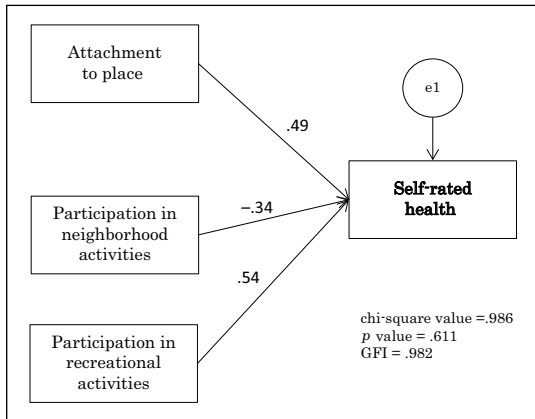 Attachment
to place
e1
.49
Self-rated
health
–.34
Participation in
neighborhood
activities
.54
Participation in
recreational
activities
chi-square value =.986
p value = .611
GFI = .982